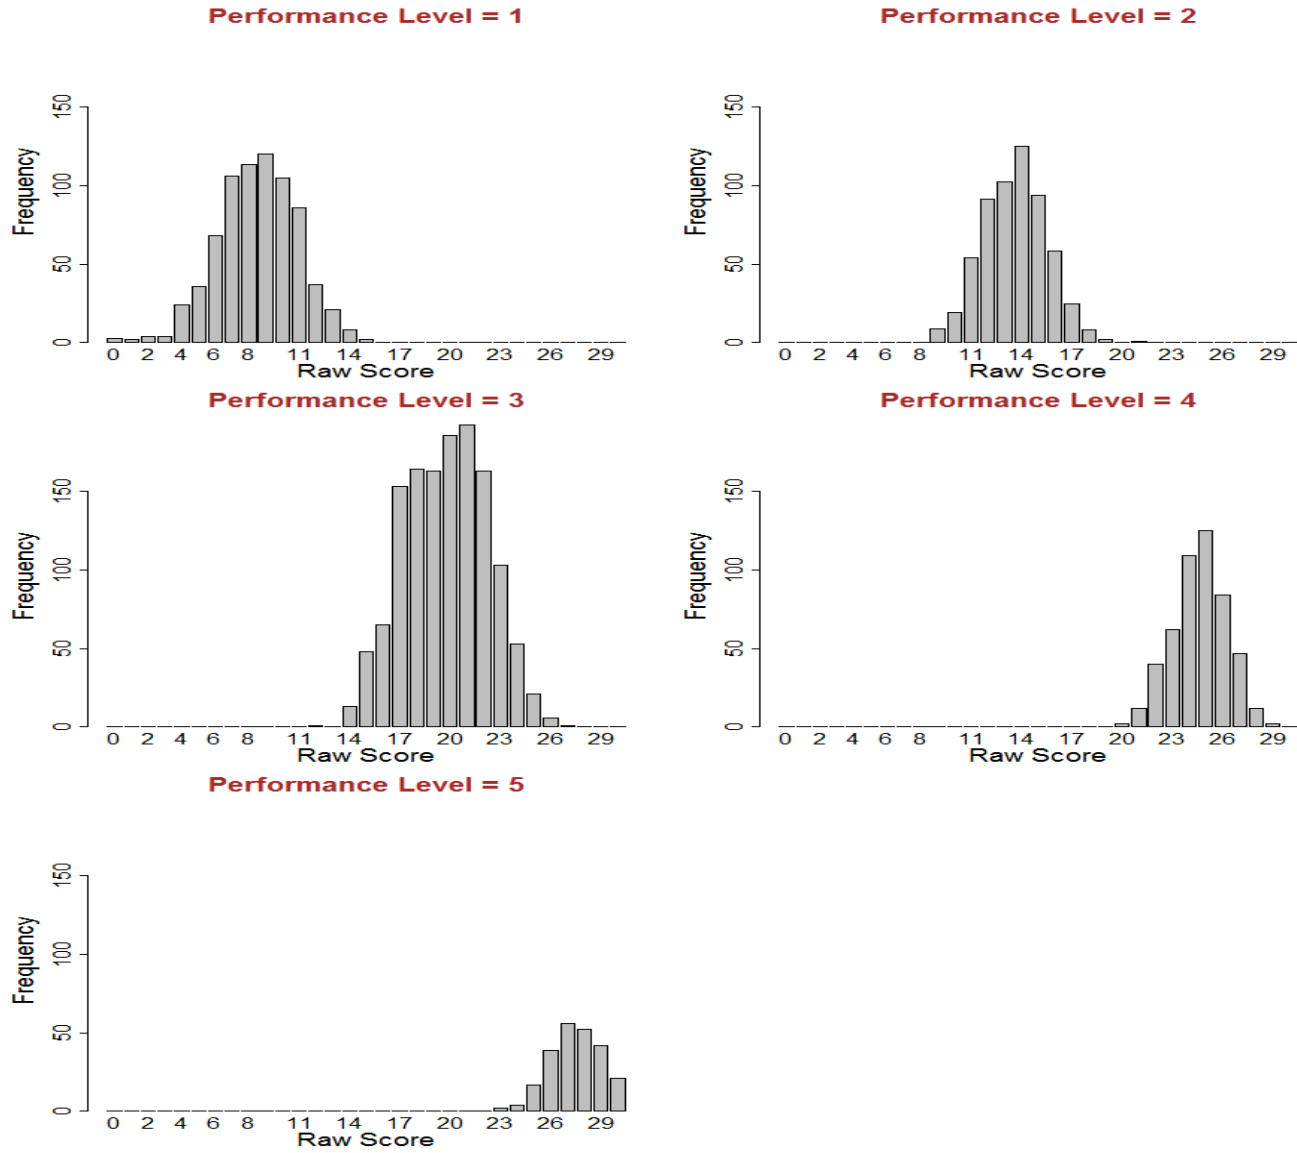 Performance Level = 1
Frequency
150
100
50
0
0 2 4 6 8 11 14 17 20 23 26 29
Raw Score
Performance Level = 2
Frequency
150
100
50
0
0 2 4 6 8 11 14 17 20 23 26 29
Raw Score
Performance Level = 3
Frequency
150
100
50
0
0 2 4 6 8 11 14 17 20 23 26 29
Raw Score
Performance Level = 4
Frequency
150
100
50
0
0 2 4 6 8 11 14 17 20 23 26 29
Raw Score
Performance Level = 5
Frequency
150
100
50
0
0 2 4 6 8 11 14 17 20 23 26 29
Raw Score